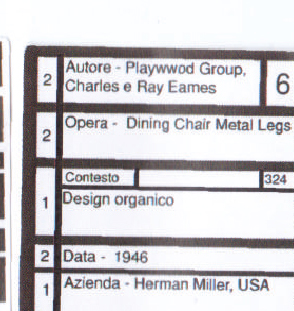 2 Autore - Playwwod Group, 6
Charles e Ray Eames
2 Opera - Dining Chair Metal Legs
Contesto 324
1 Design organico
2 Data - 1946
1 Azienda - Herman Miller, USA